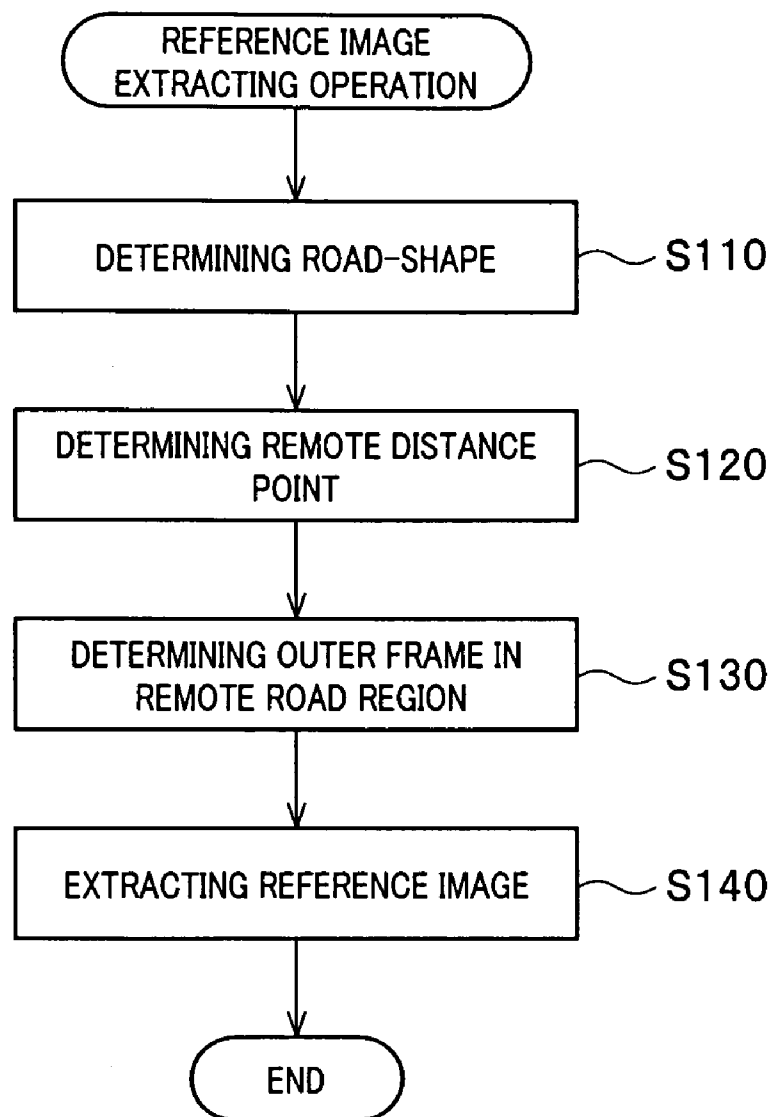 REFERENCE IMAGE
EXTRACTING OPERATION
DETERMINING ROAD-SHAPE
S110
DETERMINING REMOTE DISTANCE
POINT
S120
DETERMINING OUTER FRAME IN
REMOTE ROAD REGION
S130
EXTRACTING REFERENCE IMAGE
S140
END